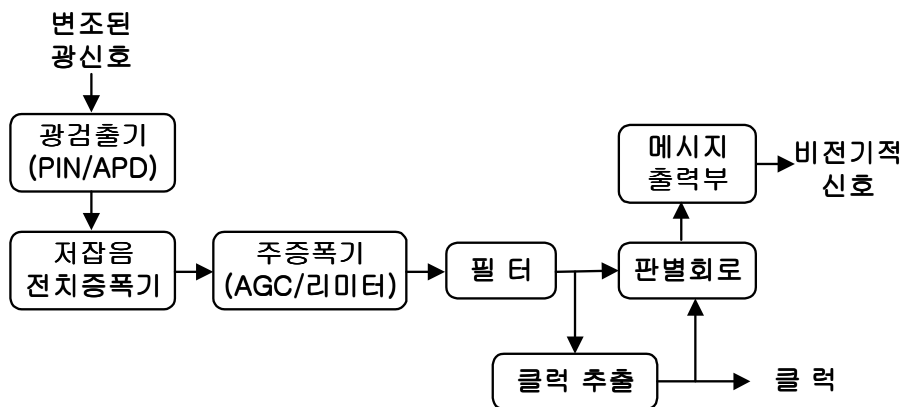 변조된
광신호
광검출기
(PIN/APD)
저잡음
전치증폭기
주증폭기
(AGC/리미터)
필 터
판별회로
메시지
출력부
비전기적
신호
클럭 추출
클 럭